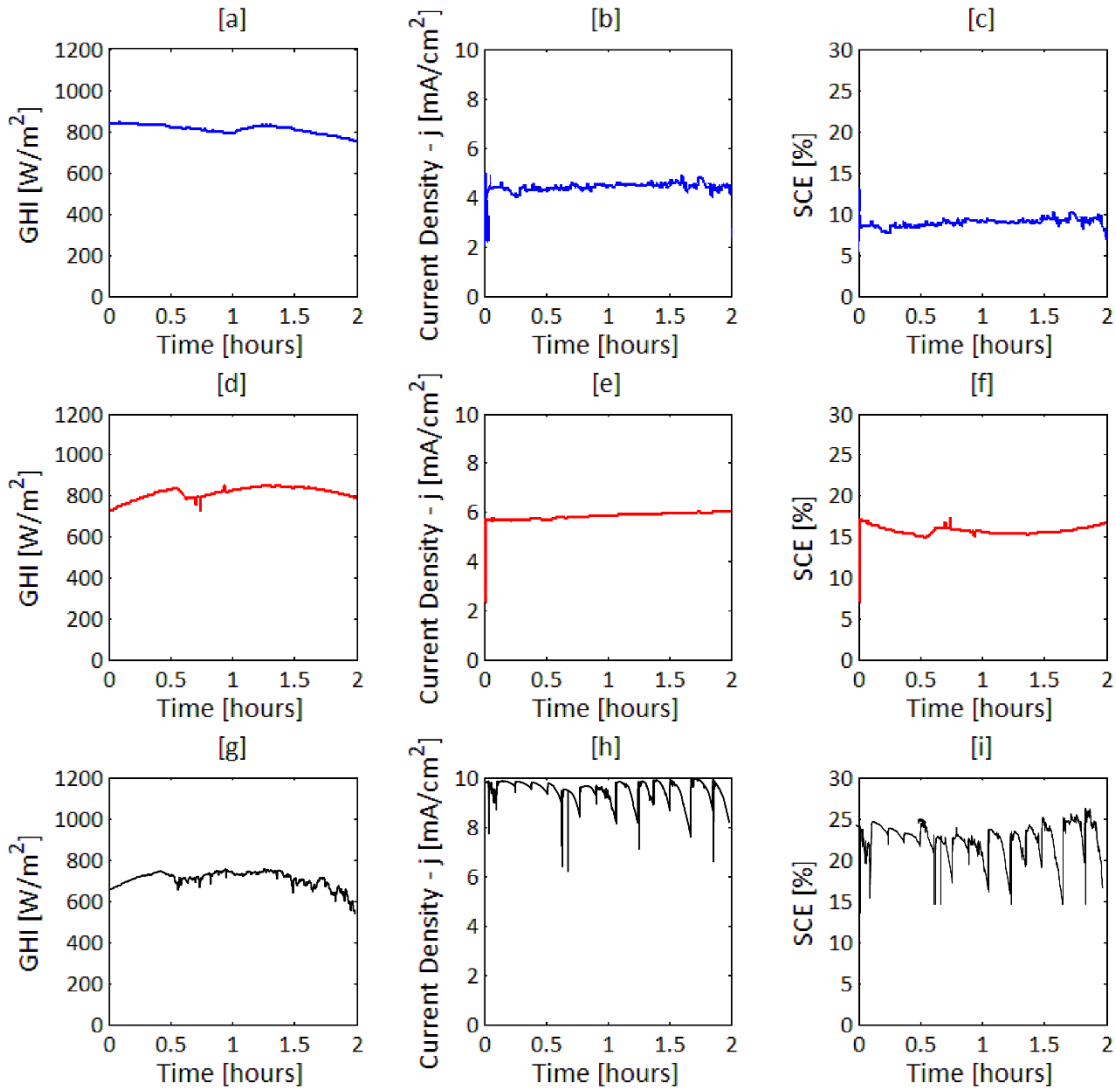 [a]
[b]
[c]
1200
1000
800
600
400
200
0
GHI [W/m²]
0 0.5 1 1.5 2
Time [hours]
10
8
6
4
2
0
Current Density - j [mA/cm²]
0 0.5 1 1.5 2
Time [hours]
30
25
20
15
10
5
0
SCE [%]
0 0.5 1 1.5 2
Time [hours]
[d]
[e]
[f]
1200
1000
800
600
400
200
0
GHI [W/m²]
0 0.5 1 1.5 2
Time [hours]
10
8
6
4
2
0
Current Density - j [mA/cm²]
0 0.5 1 1.5 2
Time [hours]
30
25
20
15
10
5
0
SCE [%]
0 0.5 1 1.5 2
Time [hours]
[g]
[h]
[i]
1200
1000
800
600
400
200
0
GHI [W/m²]
0 0.5 1 1.5 2
Time [hours]
10
8
6
4
2
0
Current Density - j [mA/cm²]
0 0.5 1 1.5 2
Time [hours]
30
25
20
15
10
5
0
SCE [%]
0 0.5 1 1.5 2
Time [hours]